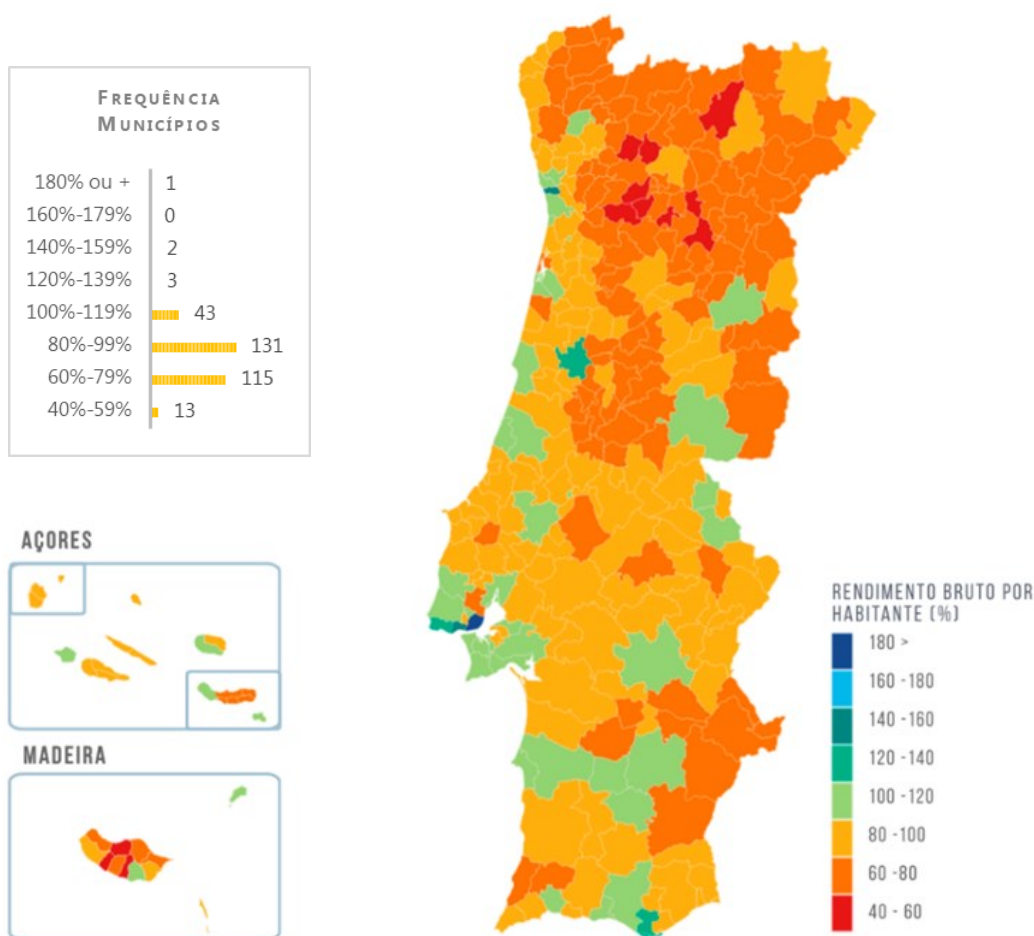 FREQUÊNCIA
MUNICÍPIOS
180% ou + 1
160%-179% 0
140%-159% 2
120%-139% 3
100%-119% 43
80%-99% 131
60%-79% 115
40%-59% 13
AÇORES
MADEIRA
RENDIMENTO BRUTO POR
HABITANTE (%)
180 >
160 -180
140 - 160
120 - 140
100 - 120
80 - 100
60 - 80
40 - 60